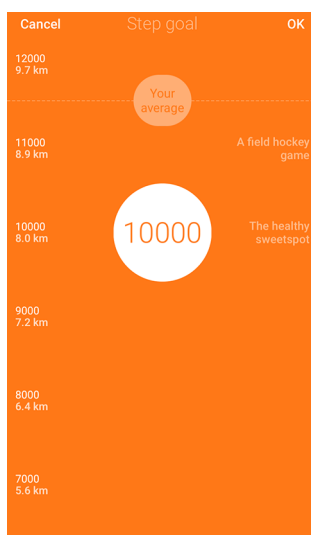 Cancel Step goal OK
12000
9.7 km
Your
average
11000
8.9 km
A field hockey
game
10000
8.0 km
10000
The healthy
sweetspot
9000
7.2 km
8000
6.4 km
7000
5.6 km